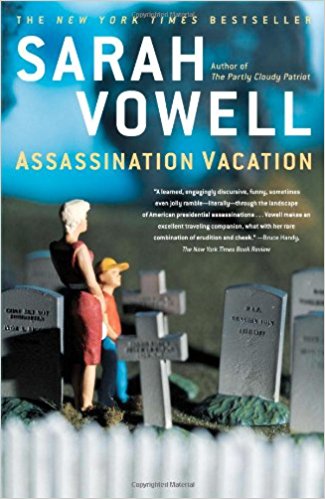 THE NEW YORK TIMES BESTSELLER
SARAH
Author of
The Partly Cloudy Patriot
VOWELL
ASSASSINATION VACATION
"A learned, engagingly discursive, funny, sometimes
even jolly ramble—literally—through the landscape
of American presidential assassinations . . . Vowell makes an
excellent traveling companion, what with her rare
combination of erudition and cheek." —Bruce Handy,
The New York Times Book Review